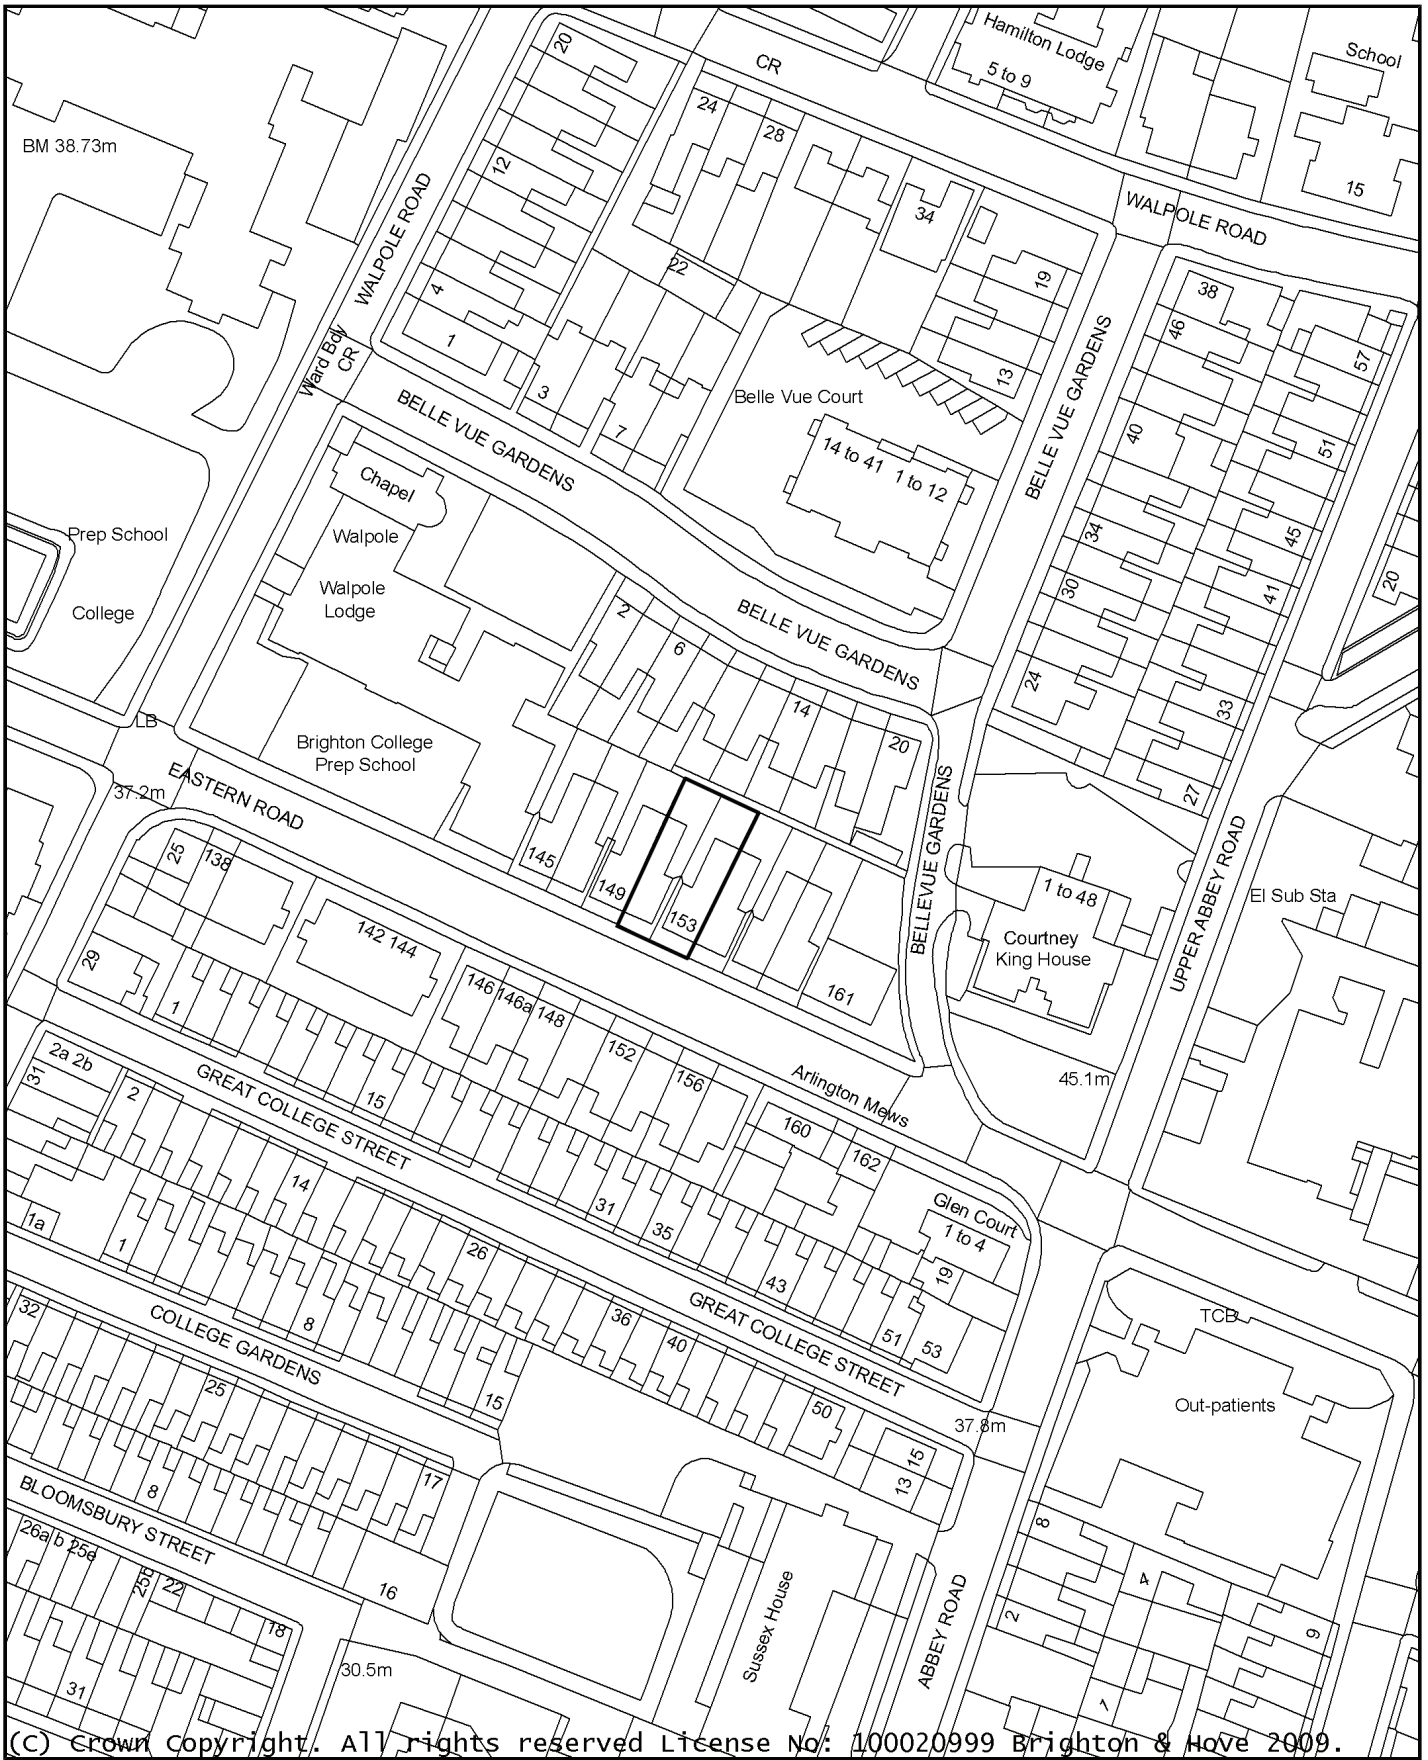 20
CR
Hamilton Lodge
5 to 9
School
BM 38.73m
24
28
12
34
15
WALPOLE ROAD
WALPOLE ROAD
22
19
4
1
38
46
Ward Bdy
CR
57
3
7
13
Belle Vue Court
BELLE VUE GARDENS
BELLE VUE GARDENS
14 to 41
1 to 12
40
51
Chapel
Walpole
Prep School
34
45
Walpole
Lodge
College
30
41
20
2
6
BELLE VUE GARDENS
24
33
LB
14
20
Brighton College
Prep School
37.2m
EASTERN ROAD
27
BELLEVUE GARDENS
UPPER ABBEY ROAD
25
138
145
149
153
1 to 48
El Sub Sta
142 144
Courtney
King House
29
1
146
146a
148
161
2a 2b
31
2
152
156
45.1m
GREAT COLLEGE STREET
15
Arlington Mews
160
162
14
31
35
Glen Court
1 to 4
1a
1
26
19
43
32
COLLEGE GARDENS
8
36
40
GREAT COLLEGE STREET
51
53
TCB
25
15
50
37.8m
Out-patients
15
13
17
8
BLOOMSBURY STREET
8
26a
b
25e
25b
22
16
18
4
2
9
Sussex House
ABBEY ROAD
30.5m
31
1
(c) Crown Copyright. All rights reserved License No: 100020999 Brighton & Hove 2009.